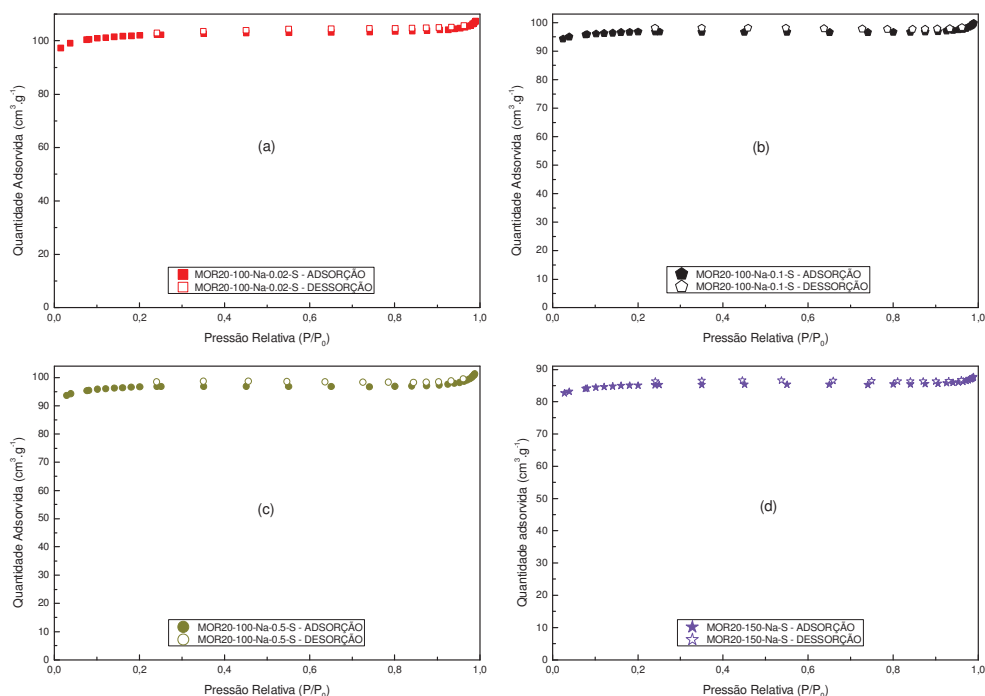 Quantidade Adsorvida (cm³.g⁻¹)
100
80
60
40
20
0
(a)
MOR20-100-Na-0.02-S - ADSORÇÃO
MOR20-100-Na-0.02-S - DESSORÇÃO
0,0 0,2 0,4 0,6 0,8 1,0
Pressão Relativa (P/P₀)
Quantidade Adsorvida (cm³.g⁻¹)
100
90
80
70
60
50
40
30
20
10
0
(b)
MOR20-100-Na-0.1-S - ADSORÇÃO
MOR20-100-Na-0.1-S - DESSORÇÃO
0,0 0,2 0,4 0,6 0,8 1,0
Pressão Relativa (P/P₀)
Quantidade Adsorvida (cm³.g⁻¹)
100
90
80
70
60
50
40
30
20
10
0
(c)
MOR20-100-Na-0.5-S - ADSORÇÃO
MOR20-100-Na-0.5-S - DESSORÇÃO
0,0 0,2 0,4 0,6 0,8 1,0
Pressão Relativa (P/P₀)
Quantidade adsorvida (cm³.g⁻¹)
90
80
70
60
50
40
30
20
10
0
(d)
MOR20-150-Na-S - ADSORÇÃO
MOR20-150-Na-S - DESSORÇÃO
0,0 0,2 0,4 0,6 0,8 1,0
Pressão Relativa (P/P₀)